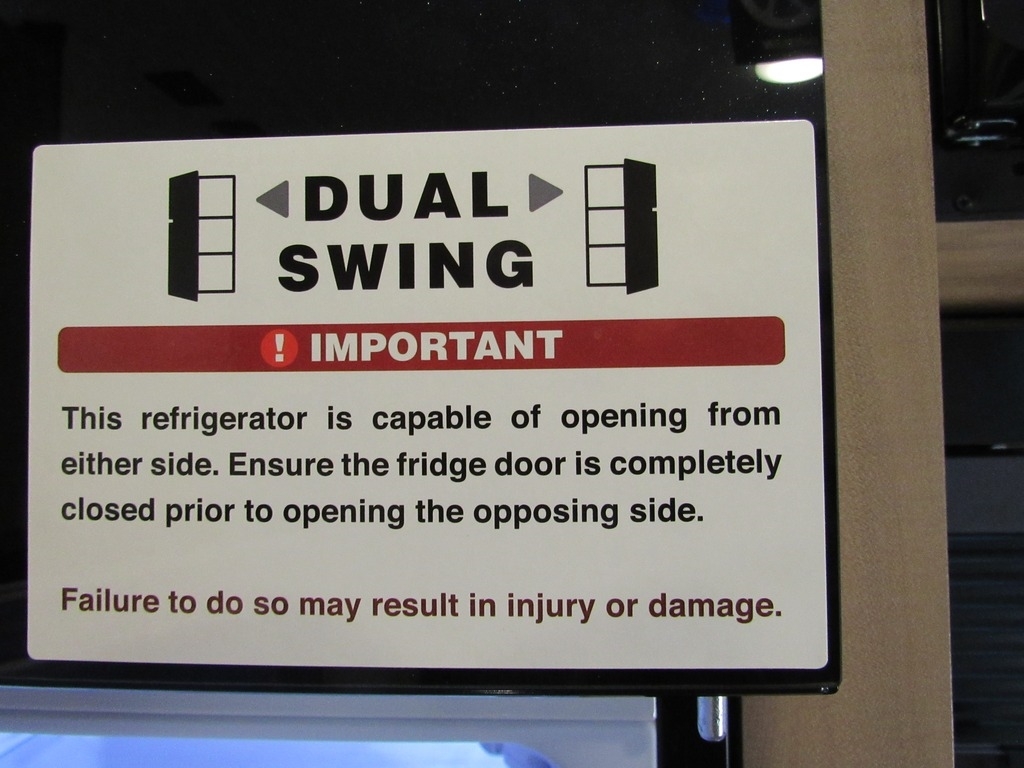 DUAL
SWING
! IMPORTANT
This refrigerator is capable of opening from
either side. Ensure the fridge door is completely
closed prior to opening the opposing side.
Failure to do so may result in injury or damage.